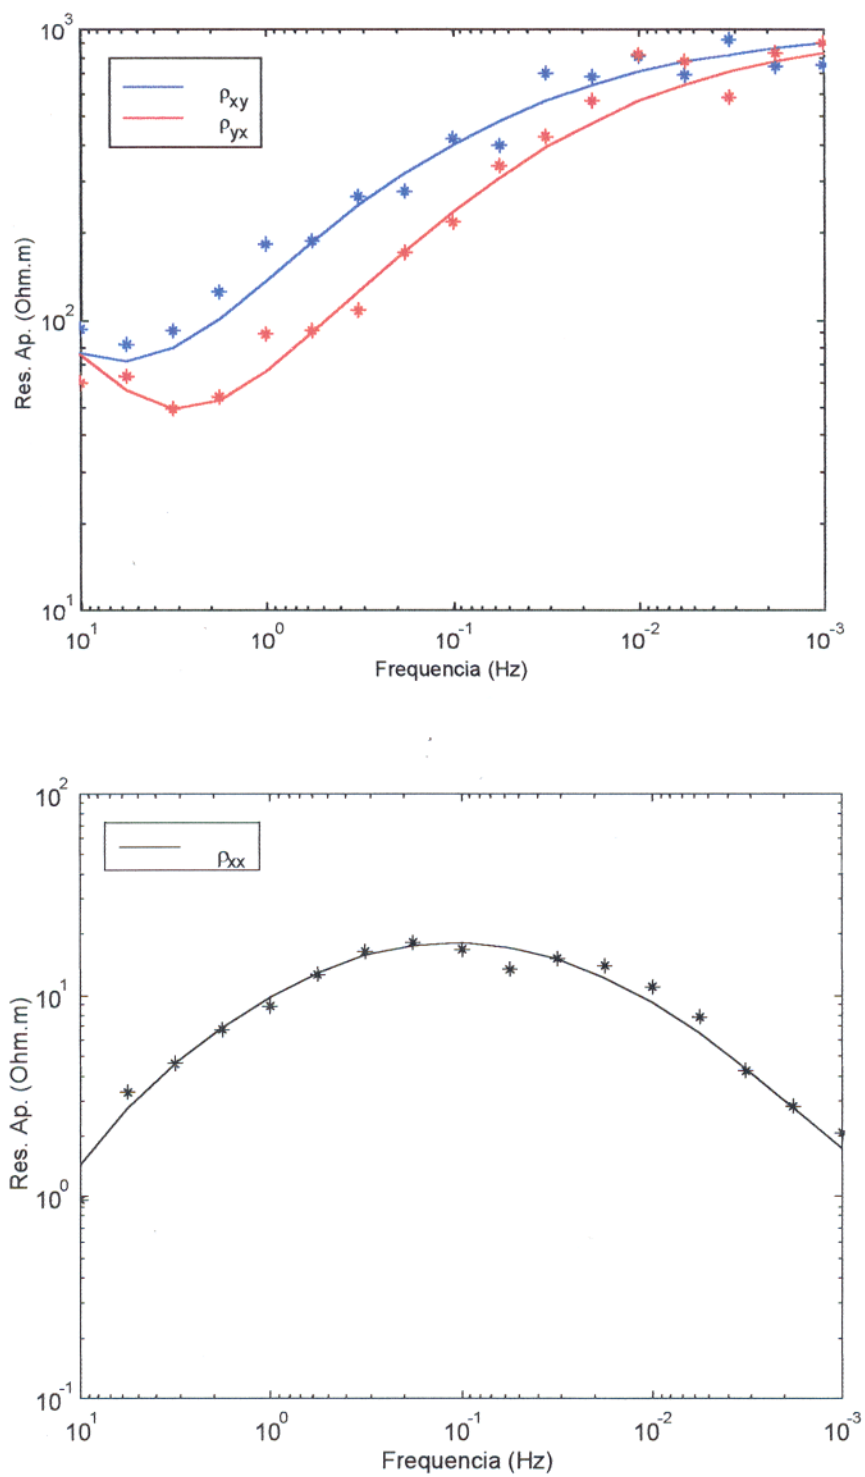 10³
ρxy
ρyx
Res. Ap. (Ohm.m)
10²
10¹
10¹ 10⁰ 10⁻¹ 10⁻² 10⁻³
Frequencia (Hz)
10²
ρxx
Res. Ap. (Ohm.m)
10¹
10⁰
10⁻¹
10¹ 10⁰ 10⁻¹ 10⁻² 10⁻³
Frequencia (Hz)